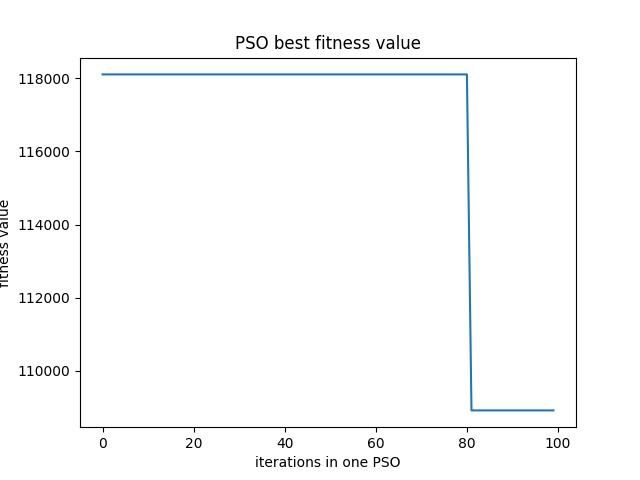 PSO best fitness value
118000
116000
114000
112000
110000
fitness value
0 20 40 60 80 100
iterations in one PSO